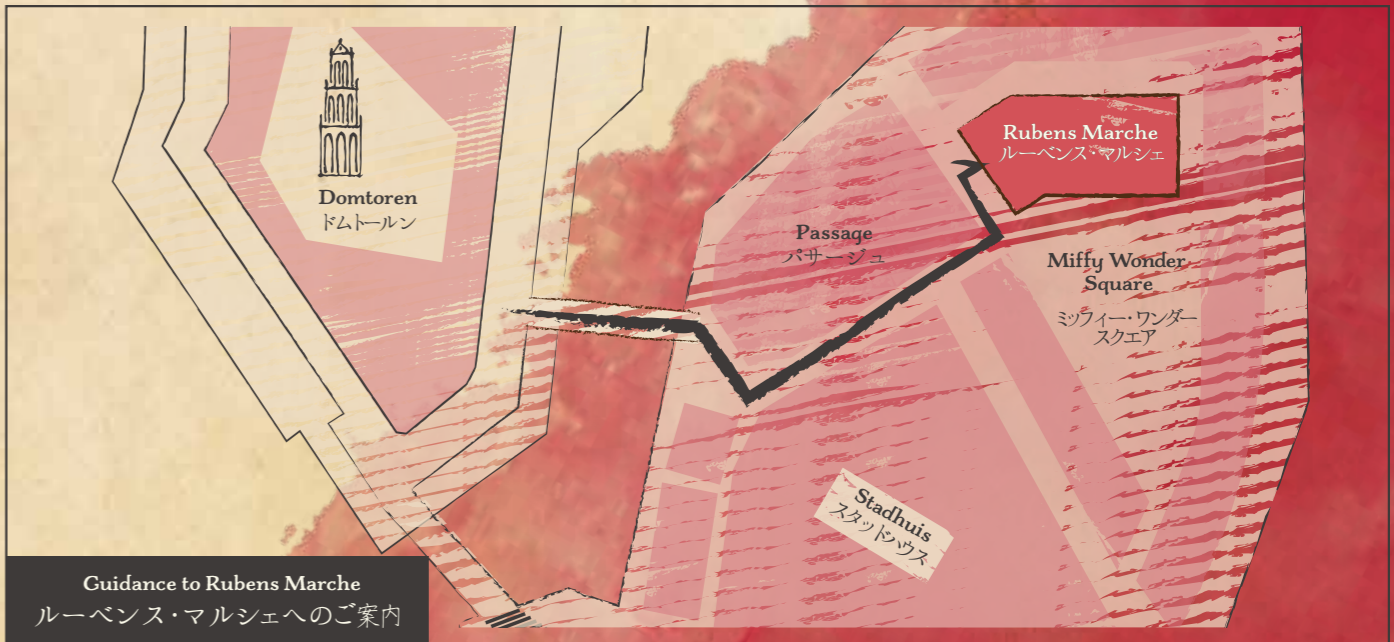 Domtoren
ドムトールン
Rubens Marche
ルーベンス・マルシェ
Passage
パサージュ
Miffy Wonder
Square
ミッフィー・ワンダー
スクエア
Stadhuis
スタッドハウス
Guidance to Rubens Marche
ルーベンス・マルシェへのご案内